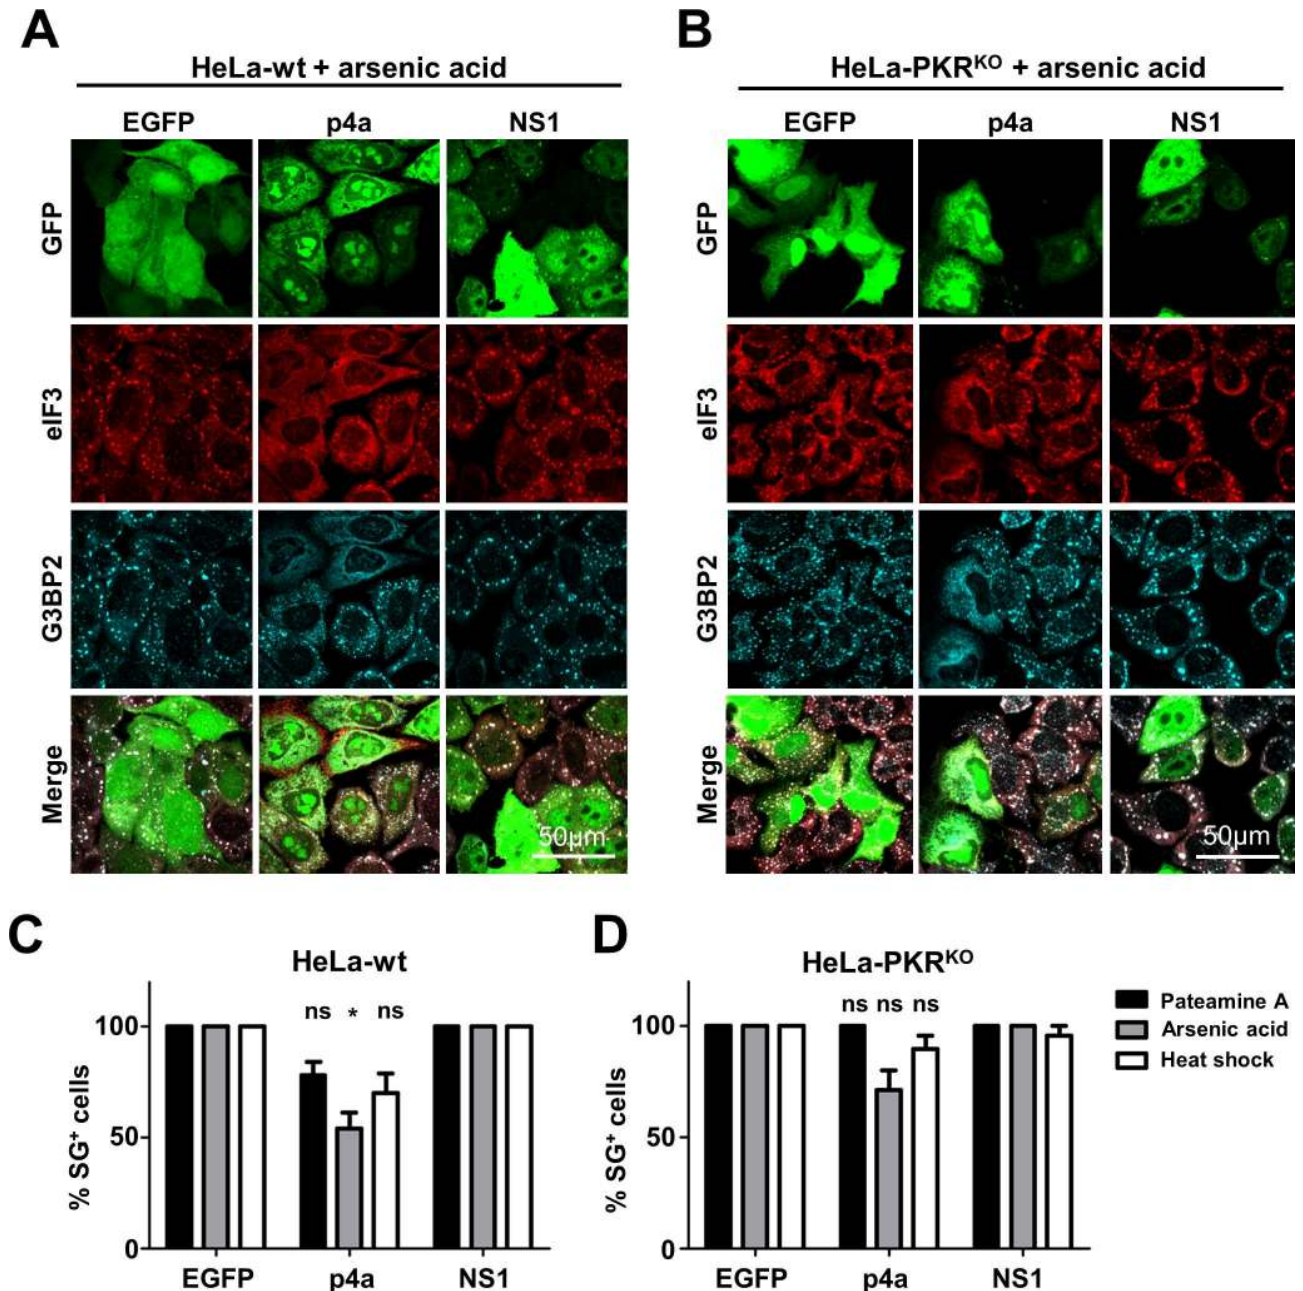 A
HeLa-wt + arsenic acid
EGFP p4a NS1
GFP
eIF3
G3BP2
Merge
50µm
B
HeLa-PKRᴷᴼ + arsenic acid
EGFP p4a NS1
GFP
eIF3
G3BP2
Merge
50µm
C
HeLa-wt
% SG⁺ cells
100
50
0
ns * ns
EGFP p4a NS1
D
HeLa-PKRᴷᴼ
% SG⁺ cells
100
50
0
ns ns ns
EGFP p4a NS1
Pateamine A
Arsenic acid
Heat shock